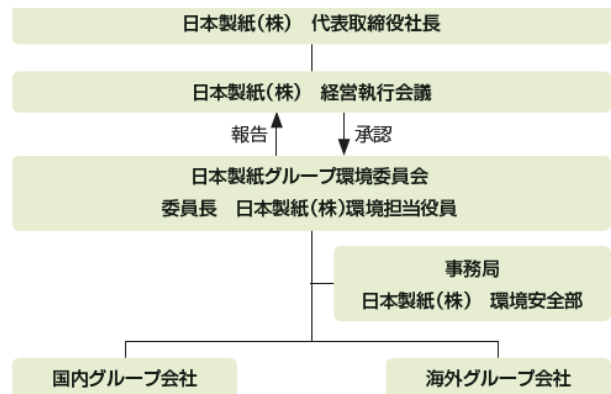 日本製紙(株) 代表取締役社長
日本製紙(株) 経営執行会議
報告
承認
日本製紙グループ環境委員会
委員長 日本製紙(株)環境担当役員
事務局
日本製紙(株) 環境安全部
国内グループ会社
海外グループ会社